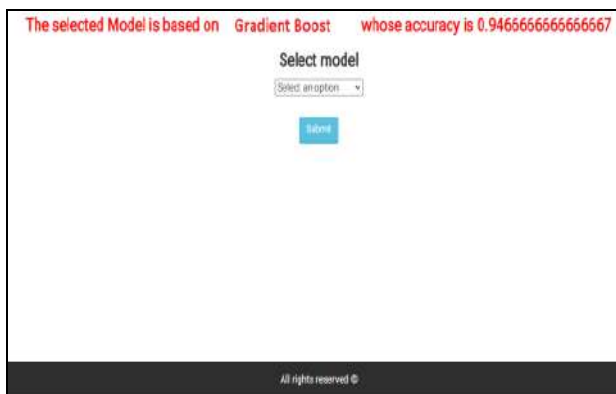 The selected Model is based on Gradient Boost whose accuracy is 0.9466666666666667
Select model
Select an option
Submit
All rights reserved ©